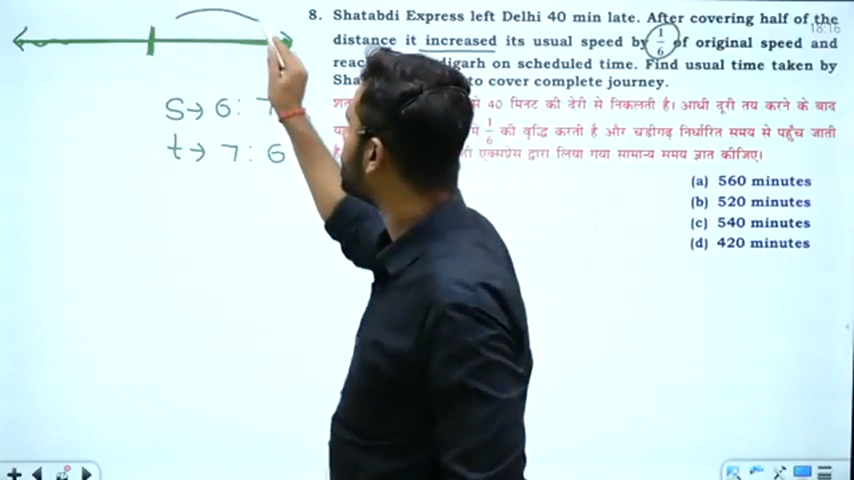 8. Shatabdi Express left Delhi 40 min late. After covering half of the
18:16
distance it increased its usual speed by 1/6 of original speed and
digarh on scheduled time. Find usual time taken by
to cover complete journey.
S→ 6 : 7
t→ 7 : 6
से 40 मिनट की देरी से निकलती है। आधी दूरी तय करने के बाद
1/6 की वृद्धि करती है और चडीगढ़ निर्धारित समय से पहुँच जाती
एक्सप्रेस द्वारा लिया गया सामान्य समय ज्ञात कीजिए।
(a) 560 minutes
(b) 520 minutes
(c) 540 minutes
(d) 420 minutes